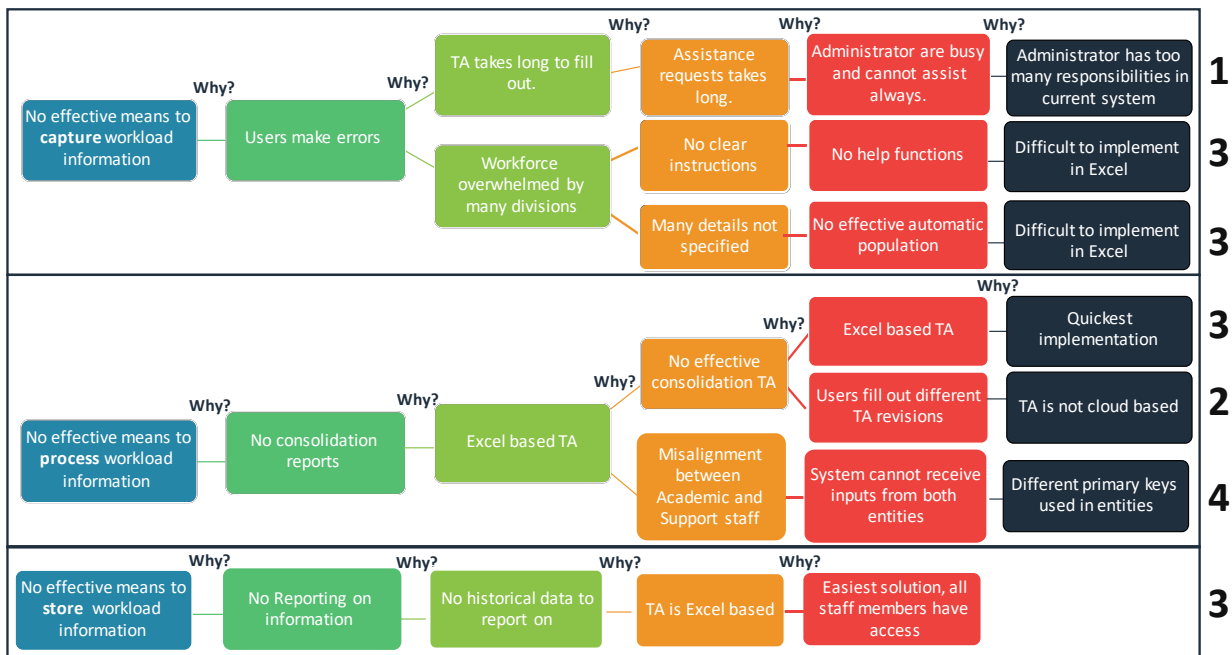 Why?
Why?
Why?
Why?
Why?
No effective means to
capture workload
information
Users make errors
TA takes long to fill
out.
Assistance
requests takes
long.
Administrator are busy
and cannot assist
always.
Administrator has too
many responsibilities in
current system
1
Workforce
overwhelmed by
many divisions
No clear
instructions
No help functions
Difficult to implement
in Excel
3
Many details not
specified
No effective automatic
population
Difficult to implement
in Excel
3
Why?
Why?
Why?
Why?
Why?
No effective means to
process workload
information
No consolidation
reports
Excel based TA
No effective
consolidation TA
Excel based TA
Quickest
implementation
3
Users fill out different
TA revisions
TA is not cloud based
2
Misalignment
between
Academic and
Support staff
System cannot receive
inputs from both
entities
Different primary keys
used in entities
4
Why?
Why?
Why?
Why?
No effective means to
store workload
information
No Reporting on
information
No historical data to
report on
TA is Excel based
Easiest solution, all
staff members have
access
3